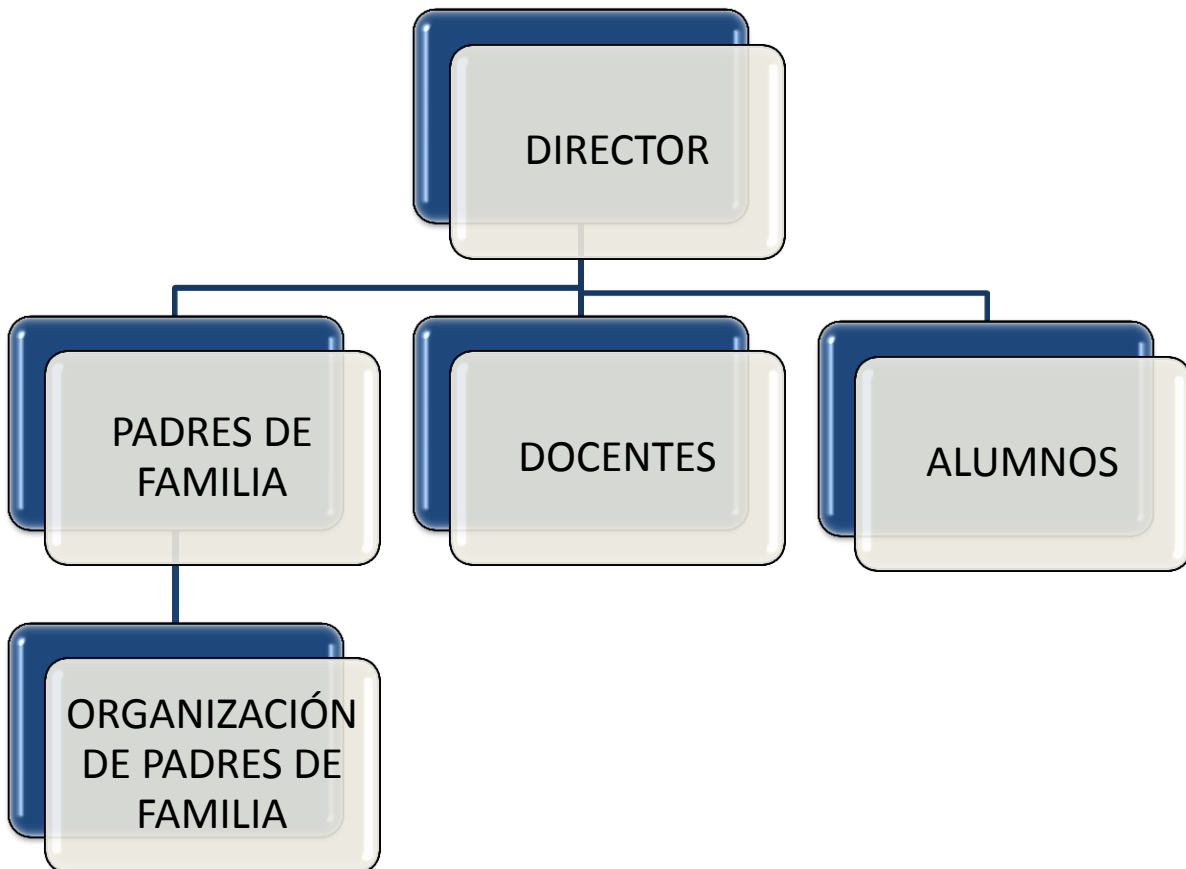 DIRECTOR
PADRES DE
FAMILIA
DOCENTES
ALUMNOS
ORGANIZACIÓN
DE PADRES DE
FAMILIA